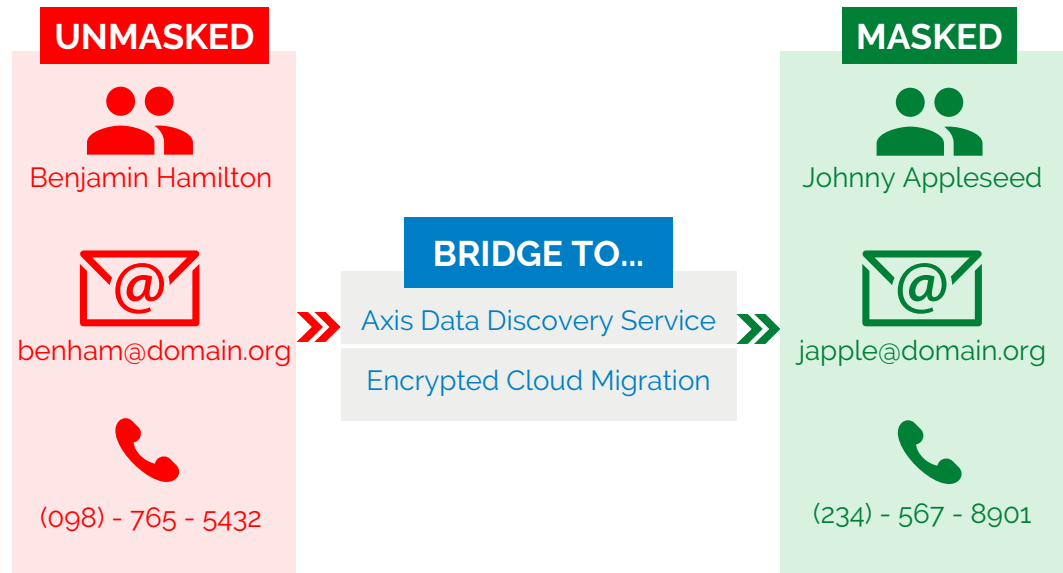 UNMASKED
Benjamin Hamilton
benham@domain.org
(098) - 765 - 5432
BRIDGE TO...
Axis Data Discovery Service
Encrypted Cloud Migration
MASKED
Johnny Appleseed
japple@domain.org
(234) - 567 - 8901